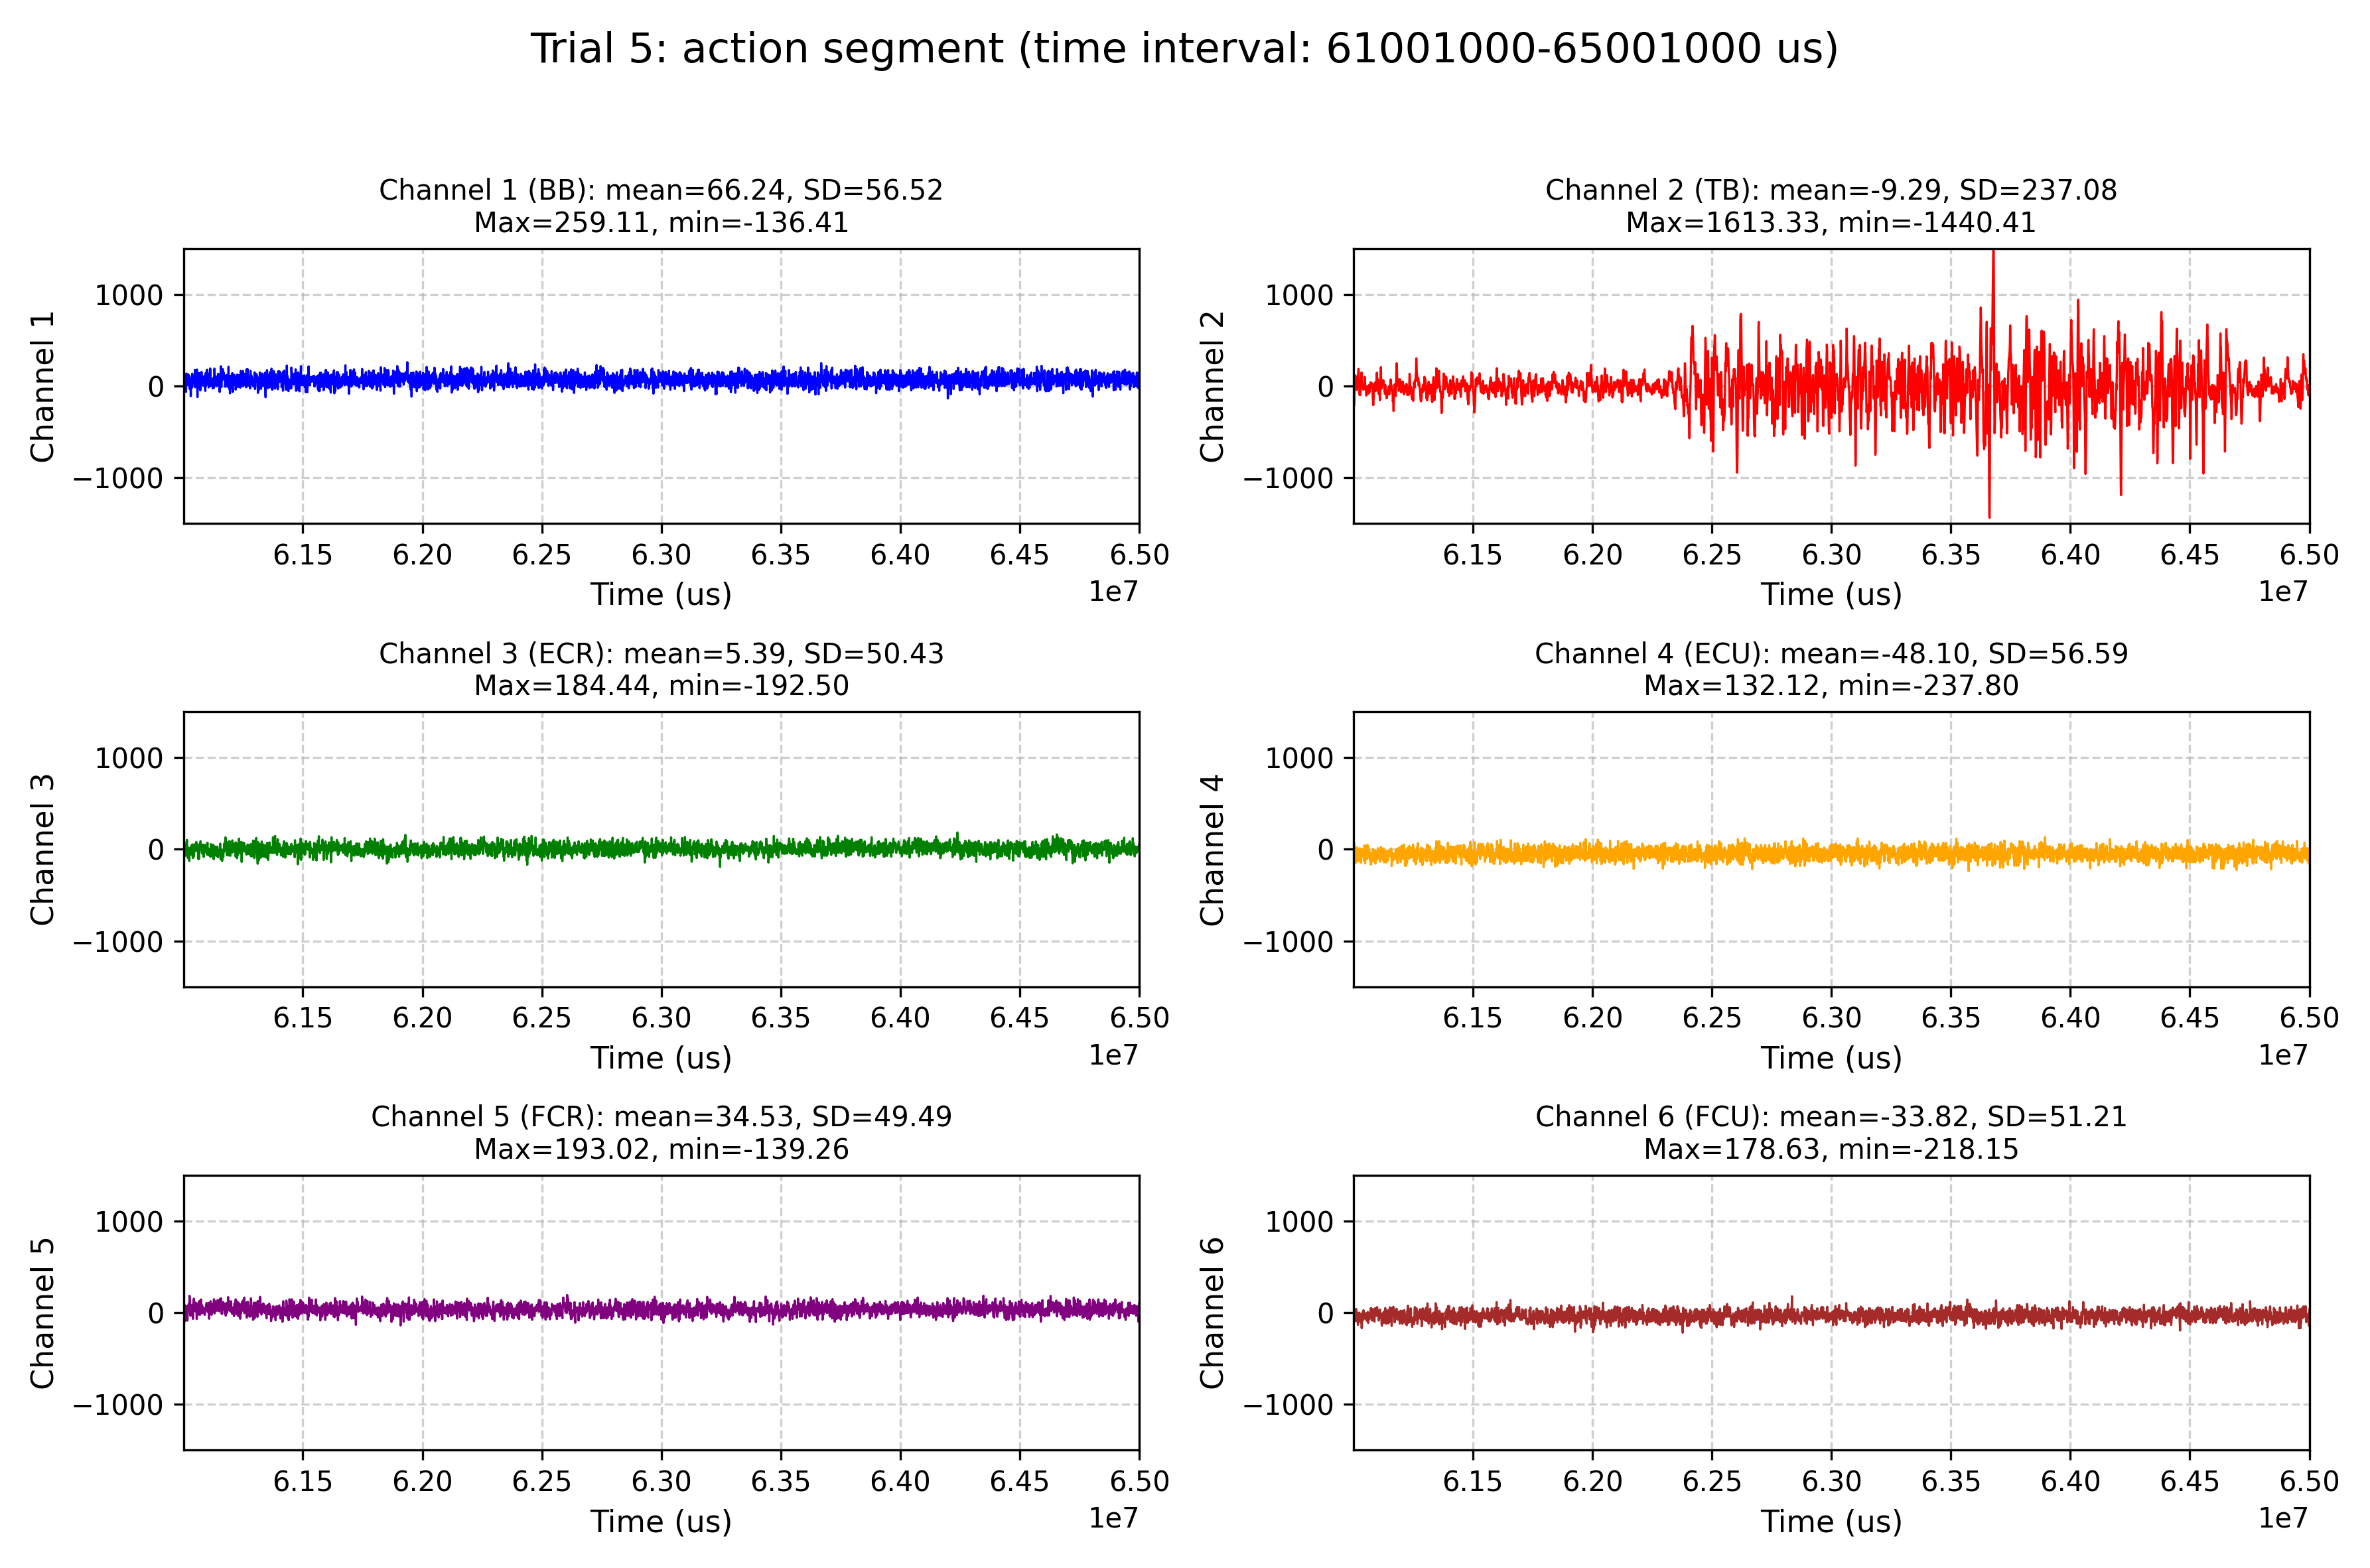 Trial 5: action segment (time interval: 61001000-65001000 us)
Channel 1 (BB): mean=66.24, SD=56.52
Max=259.11, min=-136.41
Channel 1
1000
0
−1000
6.15 6.20 6.25 6.30 6.35 6.40 6.45 6.50
Time (us)
1e7
Channel 2 (TB): mean=-9.29, SD=237.08
Max=1613.33, min=-1440.41
Channel 2
1000
0
−1000
6.15 6.20 6.25 6.30 6.35 6.40 6.45 6.50
Time (us)
1e7
Channel 3 (ECR): mean=5.39, SD=50.43
Max=184.44, min=-192.50
Channel 3
1000
0
−1000
6.15 6.20 6.25 6.30 6.35 6.40 6.45 6.50
Time (us)
1e7
Channel 4 (ECU): mean=-48.10, SD=56.59
Max=132.12, min=-237.80
Channel 4
1000
0
−1000
6.15 6.20 6.25 6.30 6.35 6.40 6.45 6.50
Time (us)
1e7
Channel 5 (FCR): mean=34.53, SD=49.49
Max=193.02, min=-139.26
Channel 5
1000
0
−1000
6.15 6.20 6.25 6.30 6.35 6.40 6.45 6.50
Time (us)
1e7
Channel 6 (FCU): mean=-33.82, SD=51.21
Max=178.63, min=-218.15
Channel 6
1000
0
−1000
6.15 6.20 6.25 6.30 6.35 6.40 6.45 6.50
Time (us)
1e7